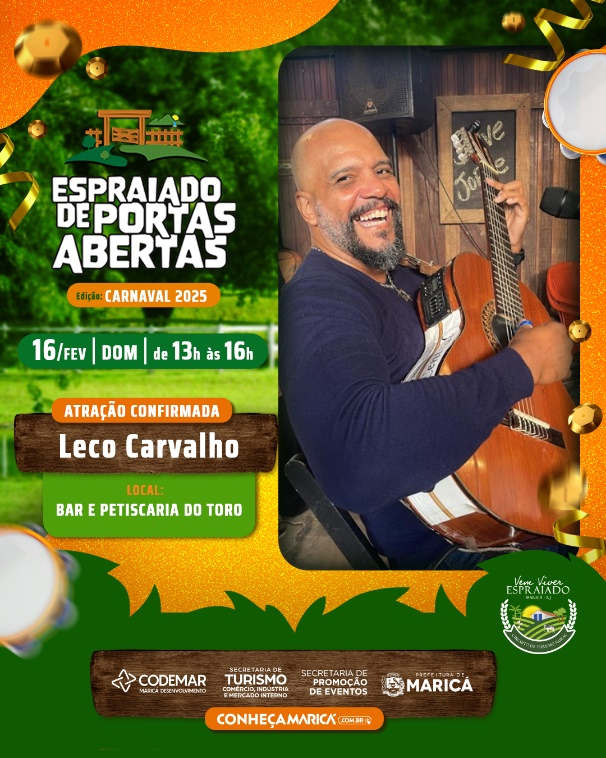 ESPRAIADO
DE PORTAS
ABERTAS
Edição: CARNAVAL 2025
16/FEV | DOM | de 13h às 16h
ATRAÇÃO CONFIRMADA
Leco Carvalho
LOCAL:
BAR E PETISCARIA DO TORO
Vem Viver
ESPRAIADO
MARICÁ - RJ
CODEMAR
MARICÁ DESENVOLVIMENTO
SECRETARIA DE
TURISMO
COMÉRCIO, INDÚSTRIA
E MERCADO INTERNO
SECRETARIA DE
PROMOÇÃO
DE EVENTOS
PREFEITURA DE
MARICÁ
CONHEÇAMARICÁ .COM.BR